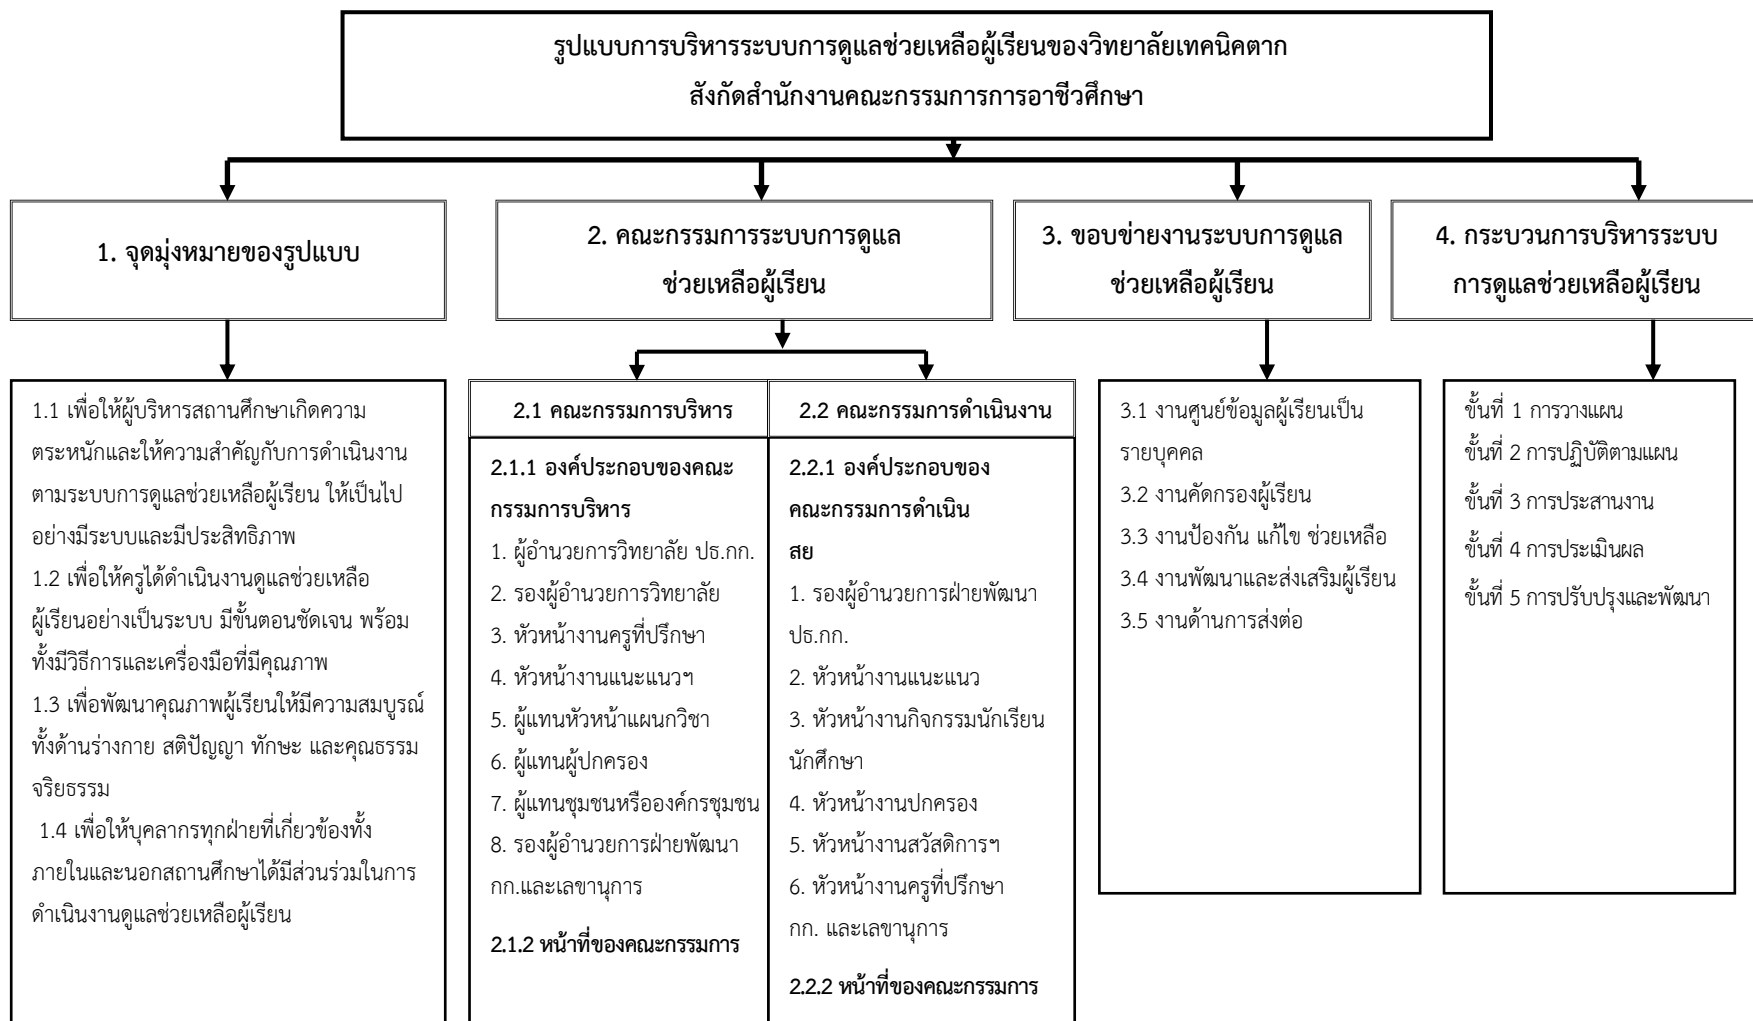 รูปแบบการบริหารระบบการดูแลช่วยเหลือผู้เรียนของวิทยาลัยเทคนิคตาก
สังกัดสำนักงานคณะกรรมการการอาชีวศึกษา
1. จุดมุ่งหมายของรูปแบบ
2. คณะกรรมการระบบการดูแล
ช่วยเหลือผู้เรียน
3. ขอบข่ายงานระบบการดูแล
ช่วยเหลือผู้เรียน
4. กระบวนการบริหารระบบ
การดูแลช่วยเหลือผู้เรียน
1.1 เพื่อให้ผู้บริหารสถานศึกษาเกิดความ
ตระหนักและให้ความสำคัญกับการดำเนินงาน
ตามระบบการดูแลช่วยเหลือผู้เรียน ให้เป็นไป
อย่างมีระบบและมีประสิทธิภาพ
1.2 เพื่อให้ครูได้ดำเนินงานดูแลช่วยเหลือ
ผู้เรียนอย่างเป็นระบบ มีขั้นตอนชัดเจน พร้อม
ทั้งมีวิธีการและเครื่องมือที่มีคุณภาพ
1.3 เพื่อพัฒนาคุณภาพผู้เรียนให้มีความสมบูรณ์
ทั้งด้านร่างกาย สติปัญญา ทักษะ และคุณธรรม
จริยธรรม
1.4 เพื่อให้บุคลากรทุกฝ่ายที่เกี่ยวข้องทั้ง
ภายในและนอกสถานศึกษาได้มีส่วนร่วมในการ
ดำเนินงานดูแลช่วยเหลือผู้เรียน
2.1 คณะกรรมการบริหาร
2.1.1 องค์ประกอบของคณะ
กรรมการบริหาร
1. ผู้อำนวยการวิทยาลัย ปธ.กก.
2. รองผู้อำนวยการวิทยาลัย
3. หัวหน้างานครูที่ปรึกษา
4. หัวหน้างานแนะแนวฯ
5. ผู้แทนหัวหน้าแผนกวิชา
6. ผู้แทนผู้ปกครอง
7. ผู้แทนชุมชนหรือองค์กรชุมชน
8. รองผู้อำนวยการฝ่ายพัฒนา
กก.และเลขานุการ
2.1.2 หน้าที่ของคณะกรรมการ
2.2 คณะกรรมการดำเนินงาน
2.2.1 องค์ประกอบของ
คณะกรรมการดำเนิน
สย
1. รองผู้อำนวยการฝ่ายพัฒนา
ปธ.กก.
2. หัวหน้างานแนะแนว
3. หัวหน้างานกิจกรรมนักเรียน
นักศึกษา
4. หัวหน้างานปกครอง
5. หัวหน้างานสวัสดิการฯ
6. หัวหน้างานครูที่ปรึกษา
กก. และเลขานุการ
2.2.2 หน้าที่ของคณะกรรมการ
3.1 งานศูนย์ข้อมูลผู้เรียนเป็น
รายบุคคล
3.2 งานคัดกรองผู้เรียน
3.3 งานป้องกัน แก้ไข ช่วยเหลือ
3.4 งานพัฒนาและส่งเสริมผู้เรียน
3.5 งานด้านการส่งต่อ
ขั้นที่ 1 การวางแผน
ขั้นที่ 2 การปฏิบัติตามแผน
ขั้นที่ 3 การประสานงาน
ขั้นที่ 4 การประเมินผล
ขั้นที่ 5 การปรับปรุงและพัฒนา